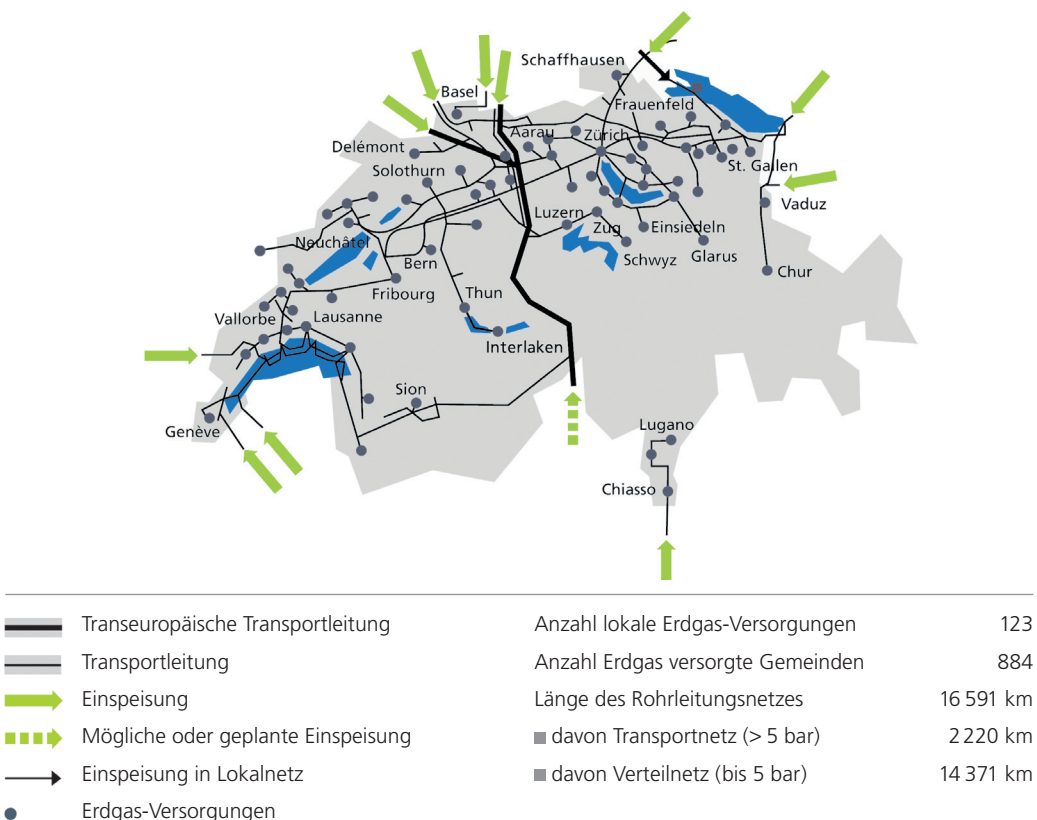 Schaffhausen
Basel
Frauenfeld
Aarau
Zürich
Delémont
Solothurn
St. Gallen
Vaduz
Luzern
Zug
Einsiedeln
Neuchâtel
Bern
Schwyz
Glarus
Chur
Fribourg
Thun
Vallorbe
Lausanne
Interlaken
Sion
Genève
Lugano
Chiasso
Transeuropäische Transportleitung
Transportleitung
Einspeisung
Mögliche oder geplante Einspeisung
Einspeisung in Lokalnetz
Erdgas-Versorgungen
Anzahl lokale Erdgas-Versorgungen 123
Anzahl Erdgas versorgte Gemeinden 884
Länge des Rohrleitungsnetzes 16 591 km
davon Transportnetz (> 5 bar) 2 220 km
davon Verteilnetz (bis 5 bar) 14 371 km